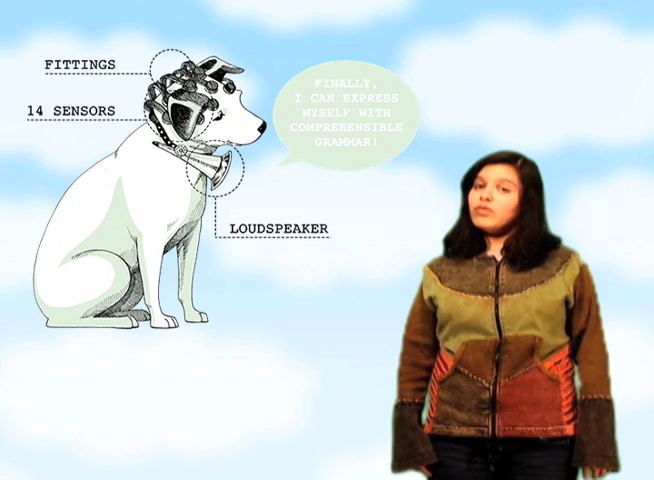 FITTINGS
14 SENSORS
LOUDSPEAKER
FINALLY,
I CAN EXPRESS
MYSELF WITH
COMPREHENSIBLE
GRAMMAR!